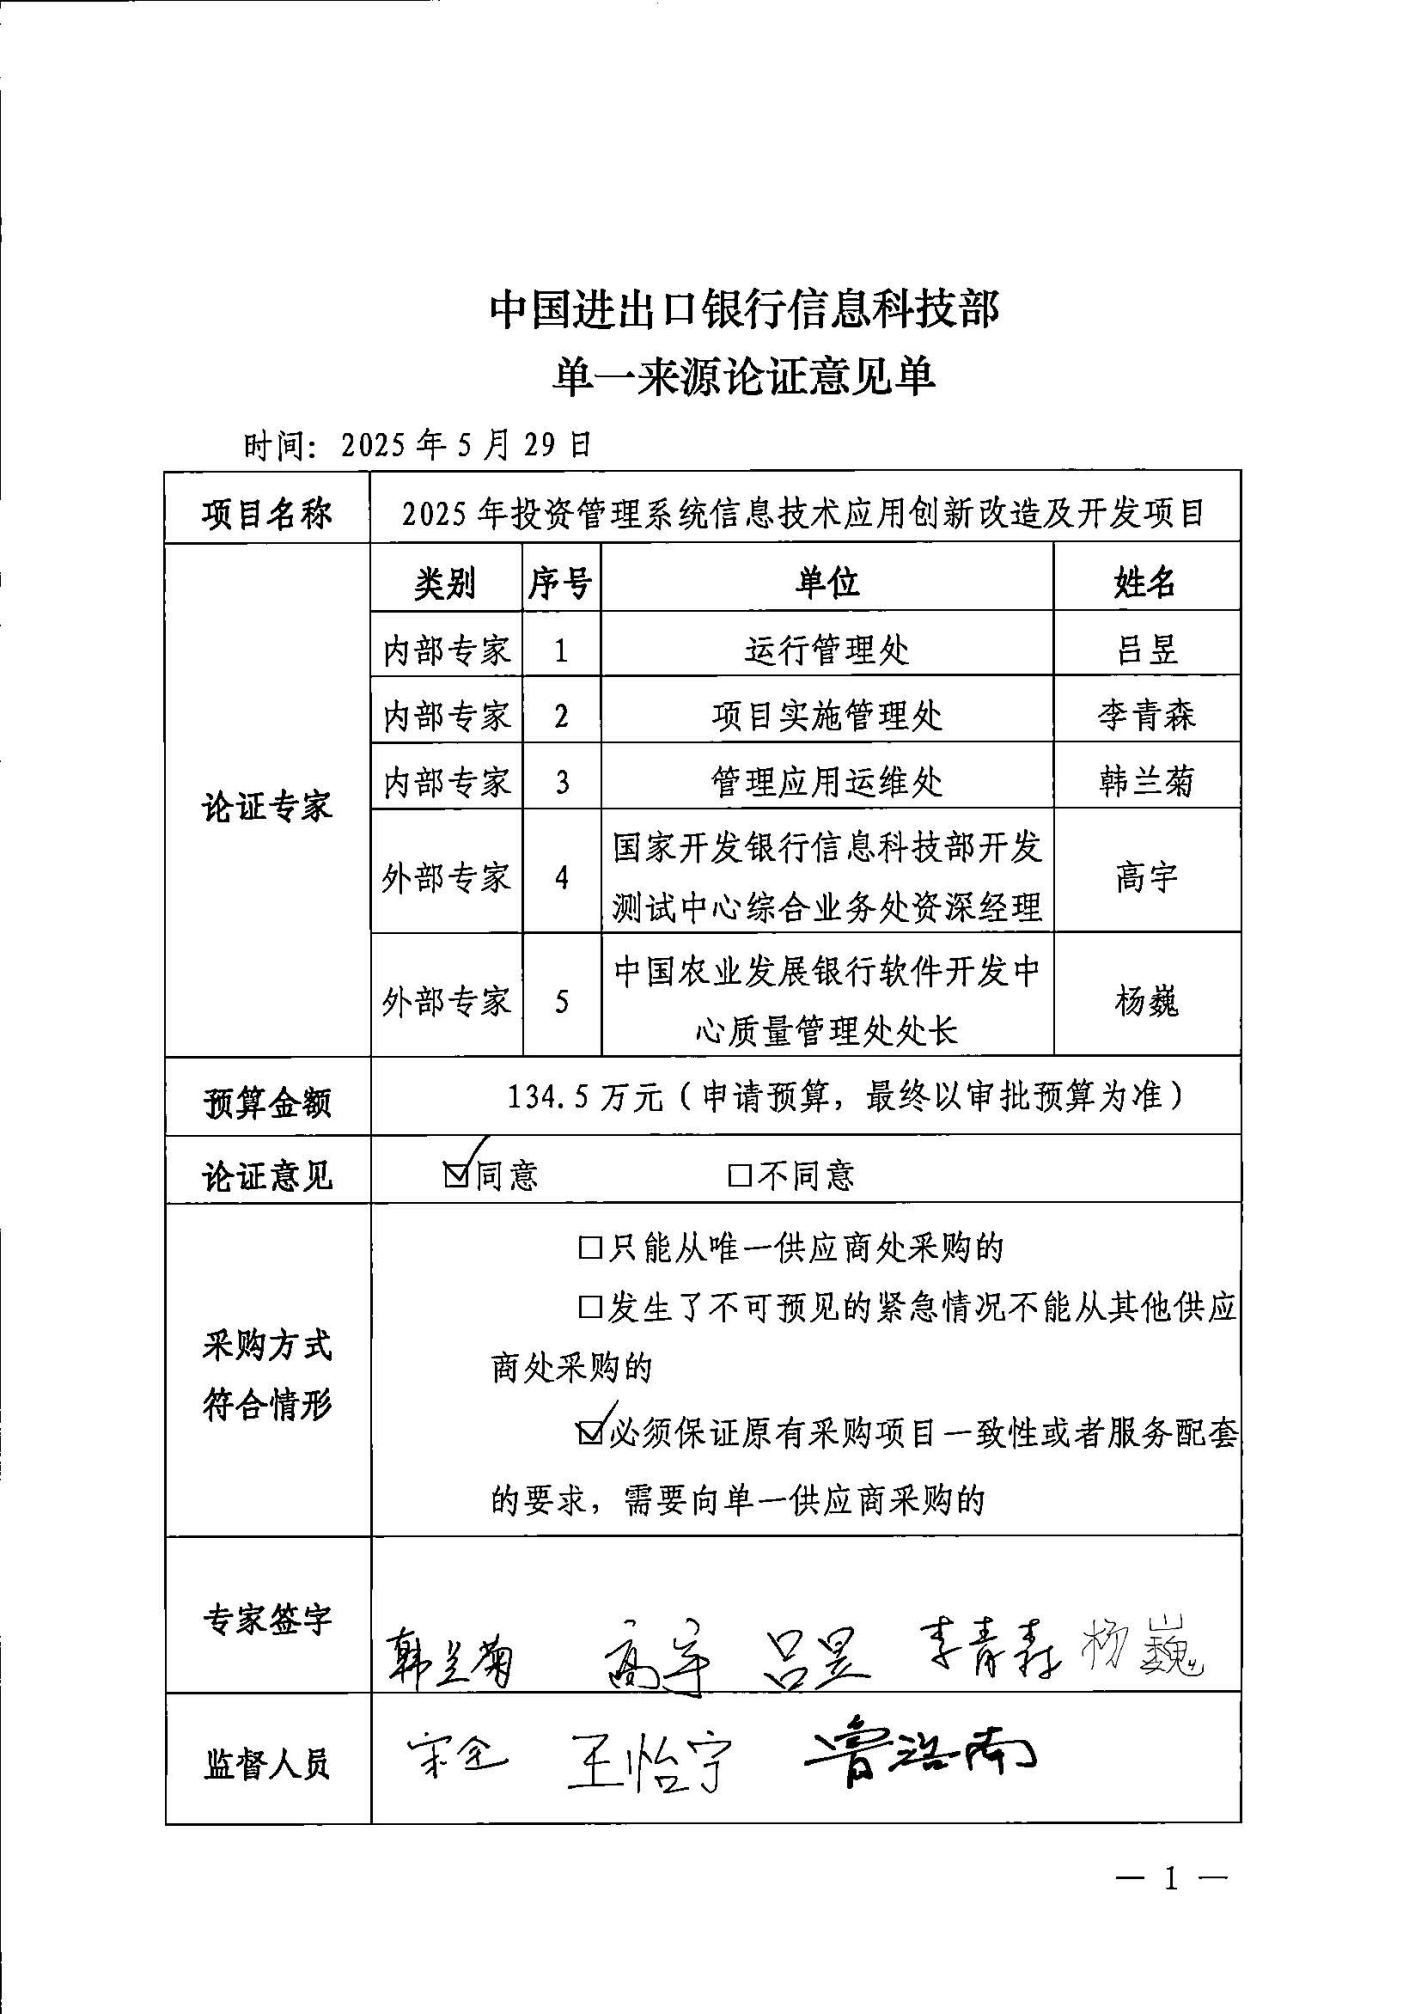 中国进出口银行信息科技部
单一来源论证意见单
时间：2025年5月29日
项目名称 2025年投资管理系统信息技术应用创新改造及开发项目
论证专家
类别 序号 单位 姓名
内部专家 1 运行管理处 吕昱
内部专家 2 项目实施管理处 李青森
内部专家 3 管理应用运维处 韩兰菊
外部专家 4 国家开发银行信息科技部开发
测试中心综合业务处资深经理 高宇
外部专家 5 中国农业发展银行软件开发中
心质量管理处处长 杨巍
预算金额 134.5万元（申请预算，最终以审批预算为准）
论证意见 ☑同意 □不同意
采购方式
符合情形
□只能从唯一供应商处采购的
□发生了不可预见的紧急情况不能从其他供应
商处采购的
☑必须保证原有采购项目一致性或者服务配套
的要求，需要向单一供应商采购的
专家签字 韩兰菊 高宇 吕昱 李青森 杨巍
监督人员 王怡宁
— 1 —